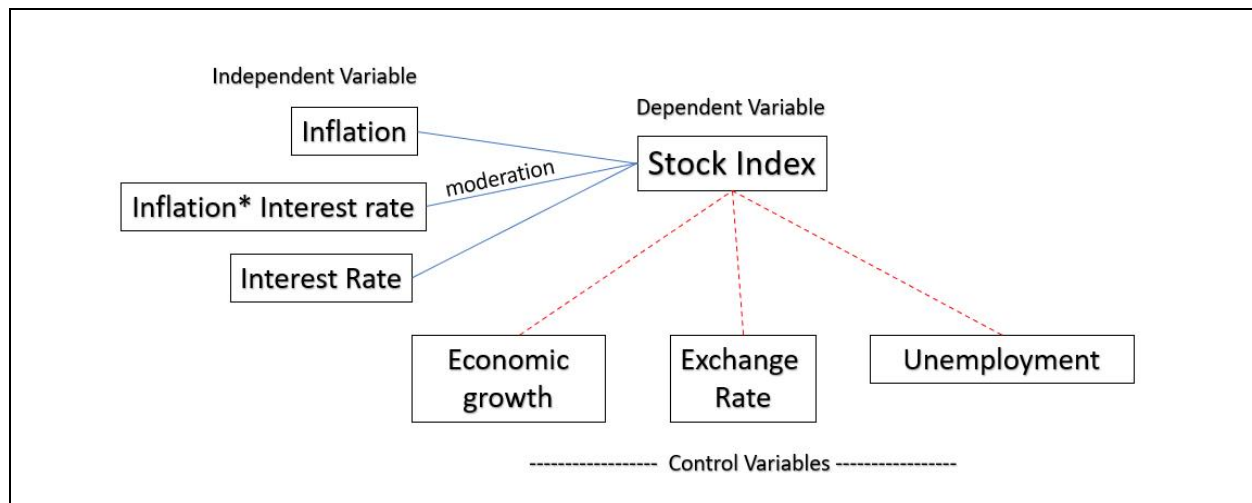 Independent Variable
Inflation
Dependent Variable
Stock Index
moderation
Inflation* Interest rate
Interest Rate
Economic
growth
Exchange
Rate
Unemployment
------------------- Control Variables -----------------